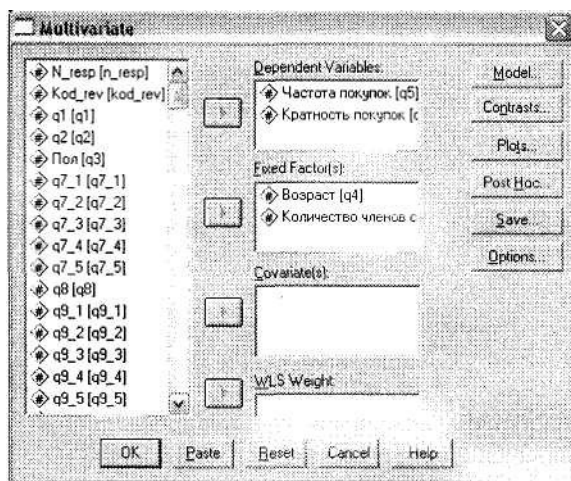 Multivariate
N_resp [n_resp]
Kod_rev [kod_rev]
q1 [q1]
q2 [q2]
Пол [q3]
q7_1 [q7_1]
q7_2 [q7_2]
q7_3 [q7_3]
q7_4 [q7_4]
q7_5 [q7_5]
q8 [q8]
q9_1 [q9_1]
q9_2 [q9_2]
q9_3 [q9_3]
q9_4 [q9_4]
q9_5 [q9_5]
Dependent Variables:
Частота покупок [q5]
Кратность покупок [
Fixed Factor(s):
Возраст [q4]
Количество членов с
Covariate(s):
WLS Weight:
Model...
Contrasts...
Plots...
Post Hoc...
Save...
Options...
OK
Paste
Reset
Cancel
Help